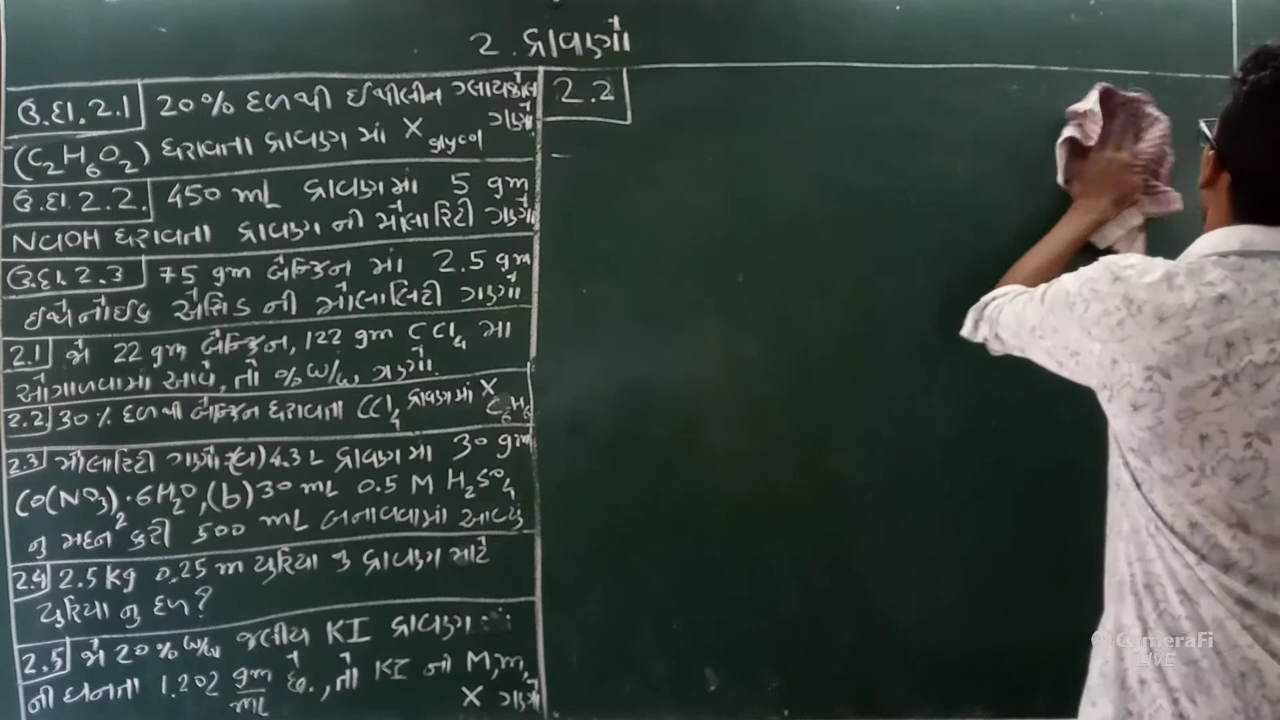 2. દ્રાવણો
ઉ.દા.2.1 20% દળથી ઈથીલીન ગ્લાયકોલ
(C₂H₆O₂) ધરાવતા દ્રાવણ માં X glycol ગણો
ઉ.દા.2.2. 450 mL દ્રાવણમાં 5 gm
NaOH ધરાવતા દ્રાવણ ની મોલારિટી ગણો
ઉ.દા.2.3 75 gm બેન્ઝિન માં 2.5 gm
ઈથેનોઈક એસિડ ની મોલાલિટી ગણો
2.1 જો 22 gm બેન્ઝિન, 122 gm CCl₄ મા
ઓગાળવામાં આવે, તો % W/W ગણો.
2.2 30% દળથી બેન્ઝિન ધરાવતા CCl₄ દ્રાવણમાં X C₆H₆
2.3 મોલારિટી ગણો: (a) 4.3 L દ્રાવણમાં 30 gm
Co(NO₃)₂·6H₂O, (b) 30 mL 0.5 M H₂SO₄
નુ મંદન કરી 500 mL બનાવવામાં આવ્યું
2.4 2.5 kg 0.25 m યુરિયા નુ દ્રાવણ માટે
યુરિયા નુ દળ?
2.5 જો 20% W/W જલીય KI દ્રાવણ
ની ઘનતા 1.202 gm/mL છે., તો KI નો M, m,
X ગણો
2.2
CameraFi
LIVE